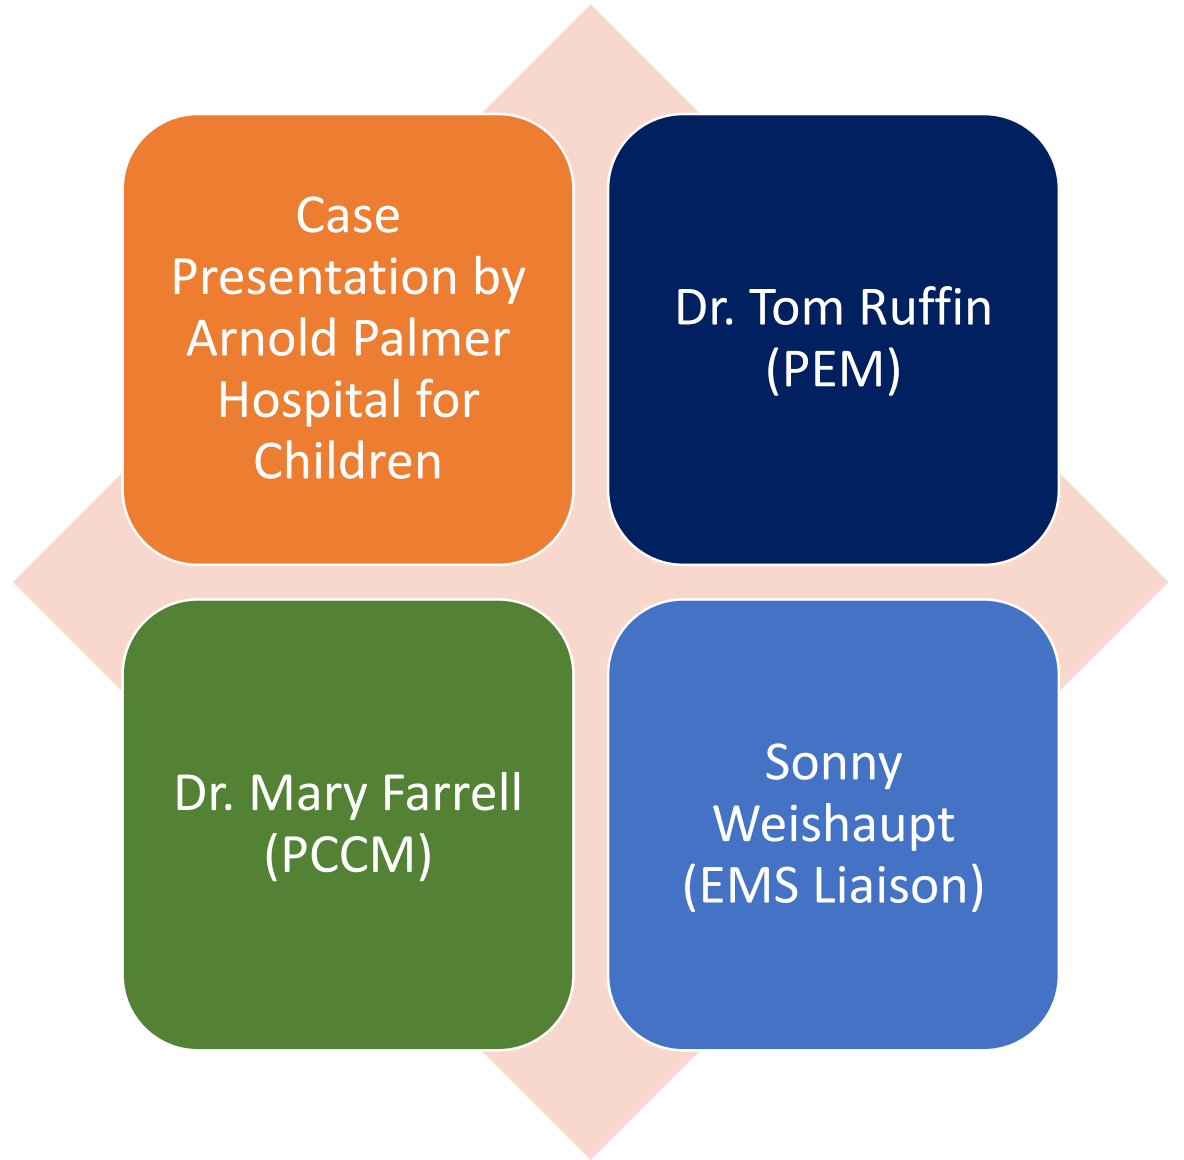 Case
Presentation by
Arnold Palmer
Hospital for
Children
Dr. Tom Ruffin
(PEM)
Dr. Mary Farrell
(PCCM)
Sonny
Weishaupt
(EMS Liaison)